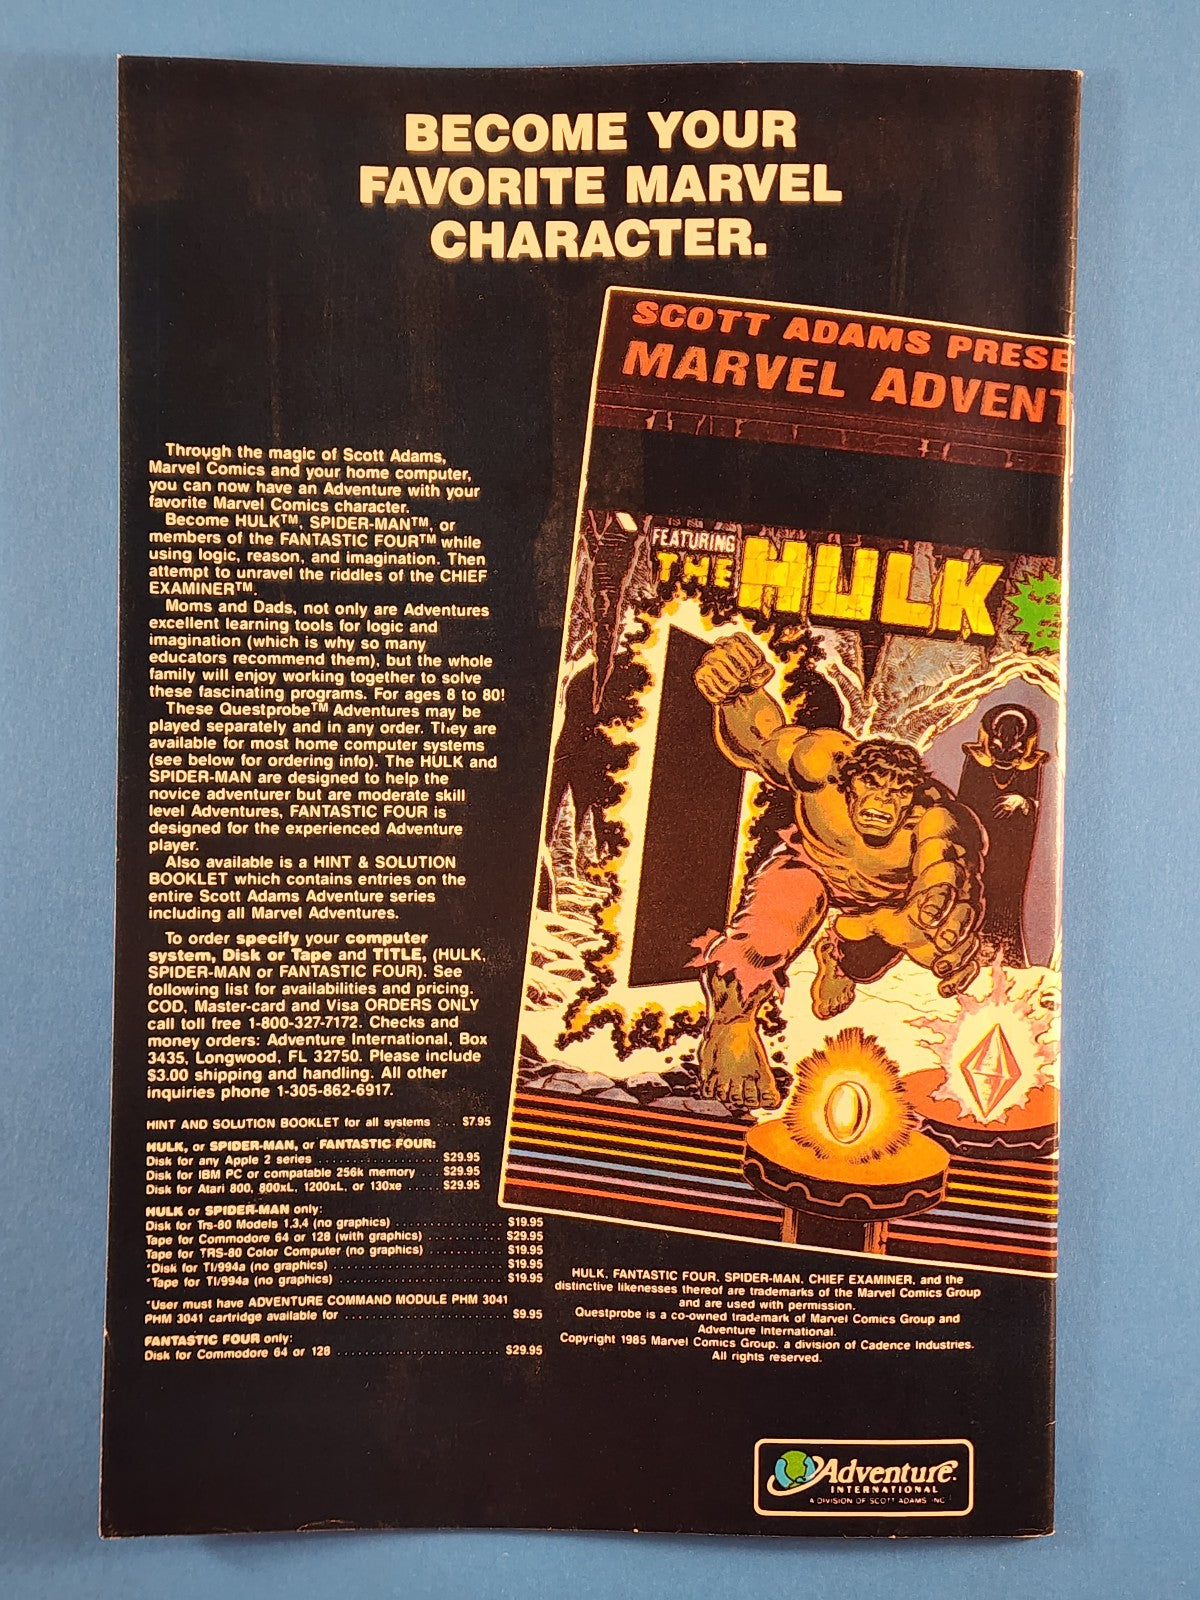 BECOME YOUR
FAVORITE MARVEL
CHARACTER.
SCOTT ADAMS PRESE
MARVEL ADVENT
FEATURING
THE HULK
Through the magic of Scott Adams,
Marvel Comics and your home computer,
you can now have an Adventure with your
favorite Marvel Comics character.
Become HULK™, SPIDER-MAN™, or
members of the FANTASTIC FOUR™ while
using logic, reason, and imagination. Then
attempt to unravel the riddles of the CHIEF
EXAMINER™.
Moms and Dads, not only are Adventures
excellent learning tools for logic and
imagination (which is why so many
educators recommend them), but the whole
family will enjoy working together to solve
these fascinating programs. For ages 8 to 80!
These Questprobe™ Adventures may be
played separately and in any order. They are
available for most home computer systems
(see below for ordering info). The HULK and
SPIDER-MAN are designed to help the
novice adventurer but are moderate skill
level Adventures, FANTASTIC FOUR is
designed for the experienced Adventure
player.
Also available is a HINT & SOLUTION
BOOKLET which contains entries on the
entire Scott Adams Adventure series
including all Marvel Adventures.
To order specify your computer
system, Disk or Tape and TITLE, (HULK,
SPIDER-MAN or FANTASTIC FOUR). See
following list for availabilities and pricing.
COD, Master-card and Visa ORDERS ONLY
call toll free 1-800-327-7172. Checks and
money orders: Adventure International, Box
3435, Longwood, FL 32750. Please include
$3.00 shipping and handling. All other
inquiries phone 1-305-862-6917.
HINT AND SOLUTION BOOKLET for all systems ... $7.95
HULK, or SPIDER-MAN, or FANTASTIC FOUR:
Disk for any Apple 2 series .................. $29.95
Disk for IBM PC or compatable 256k memory .... $29.95
Disk for Atari 800, 800xL, 1200xL, or 130xe ...... $29.95
HULK or SPIDER-MAN only:
Disk for Trs-80 Models 1,3,4 (no graphics) ................ $19.95
Tape for Commodore 64 or 128 (with graphics) ........... $29.95
Tape for TRS-80 Color Computer (no graphics) ........... $19.95
*Disk for TI/994a (no graphics) ......................... $19.95
*Tape for TI/994a (no graphics) ......................... $19.95
*User must have ADVENTURE COMMAND MODULE PHM 3041
PHM 3041 cartridge available for ........................ $9.95
FANTASTIC FOUR only:
Disk for Commodore 64 or 128 ......................... $29.95
HULK, FANTASTIC FOUR, SPIDER-MAN, CHIEF EXAMINER, and the
distinctive likenesses thereof are trademarks of the Marvel Comics Group
and are used with permission.
Questprobe is a co-owned trademark of Marvel Comics Group and
Adventure International.
Copyright 1985 Marvel Comics Group, a division of Cadence Industries.
All rights reserved.
Adventure
INTERNATIONAL
A DIVISION OF SCOTT ADAMS INC